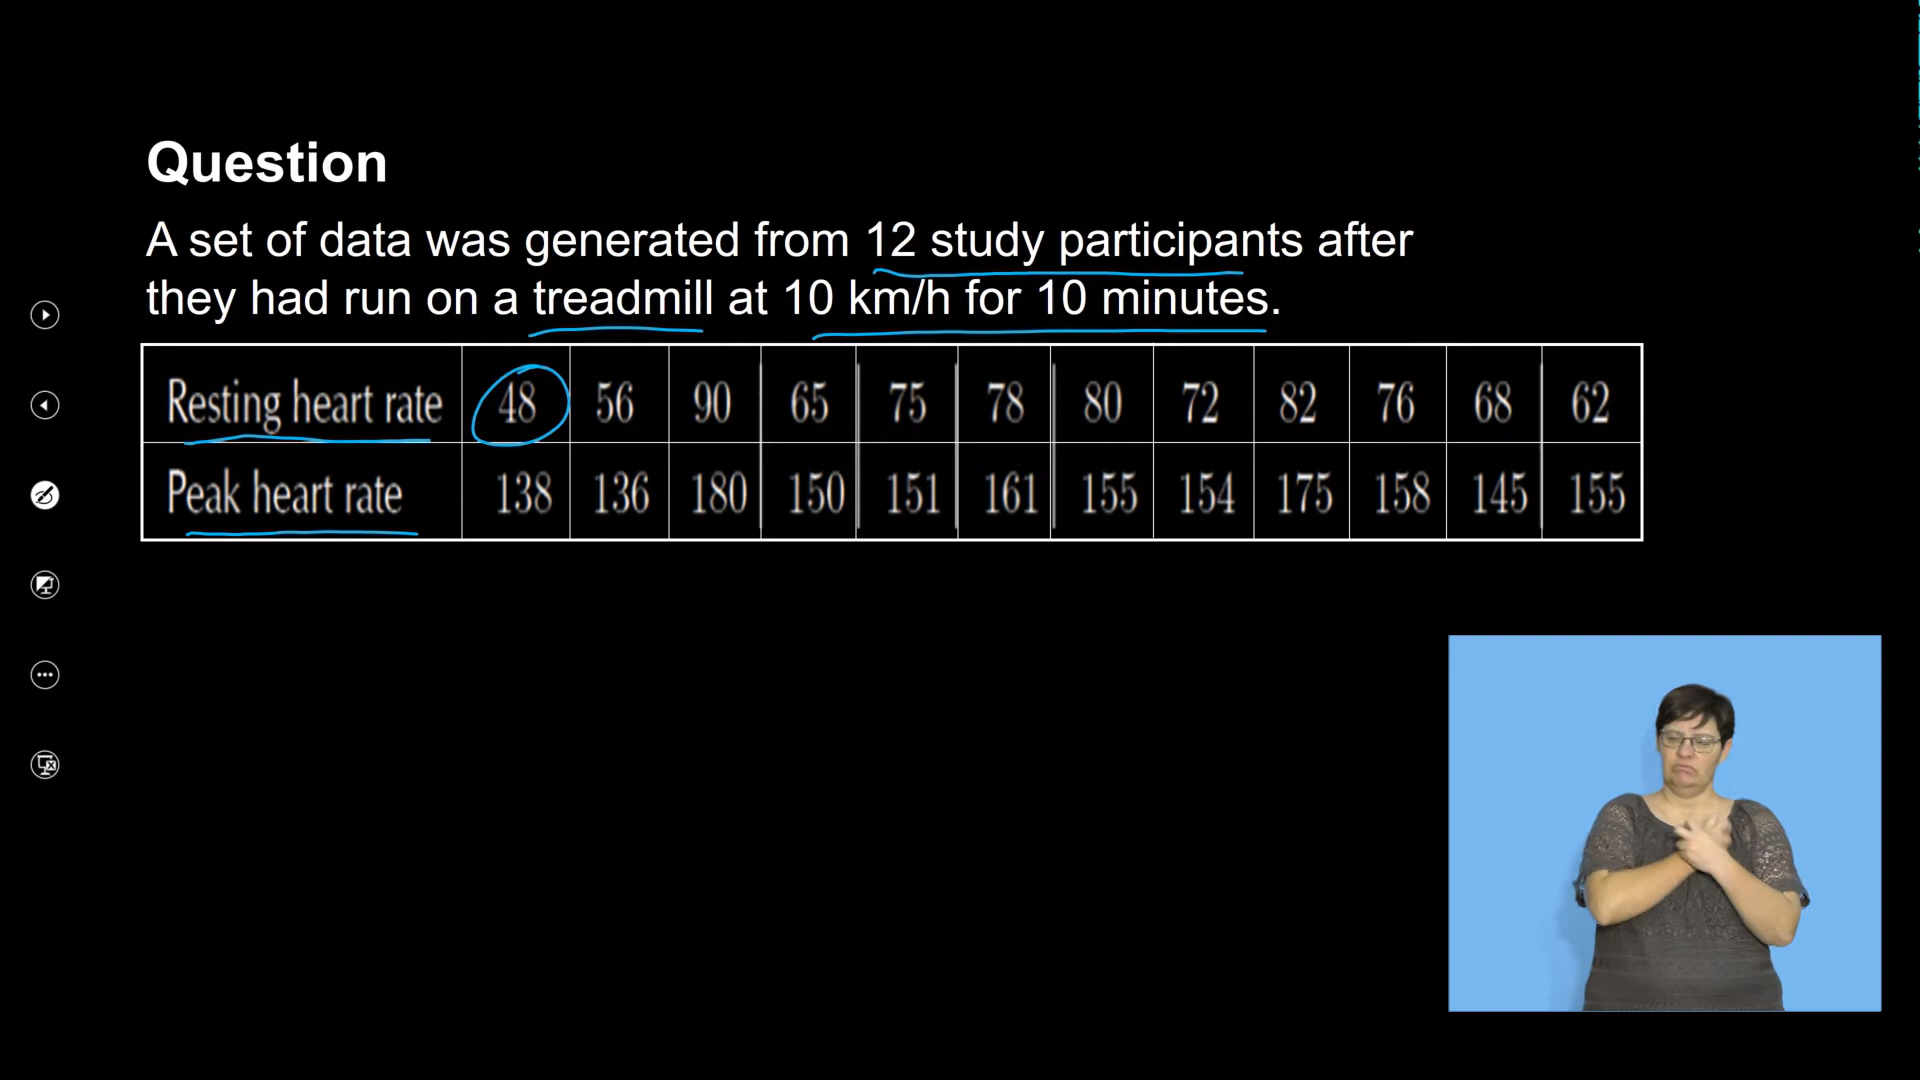 Question
A set of data was generated from 12 study participants after
they had run on a treadmill at 10 km/h for 10 minutes.
Resting heart rate 48 56 90 65 75 78 80 72 82 76 68 62
Peak heart rate 138 136 180 150 151 161 155 154 175 158 145 155